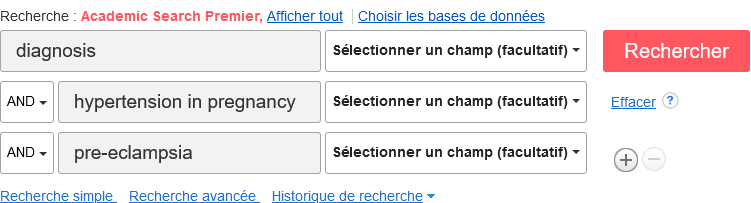 Recherche : Academic Search Premier, Afficher tout | Choisir les bases de données
diagnosis Sélectionner un champ (facultatif) Rechercher
AND hypertension in pregnancy Sélectionner un champ (facultatif) Effacer ?
AND pre-eclampsia Sélectionner un champ (facultatif) + −
Recherche simple Recherche avancée Historique de recherche